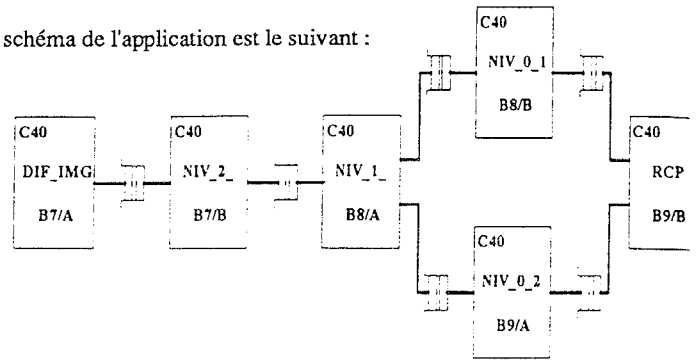 schéma de l'application est le suivant :
C40
NIV_0_1
B8/B
C40
DIF_IMG
B7/A
C40
NIV_2_
B7/B
C40
NIV_1_
B8/A
C40
RCP
B9/B
C40
NIV_0_2
B9/A